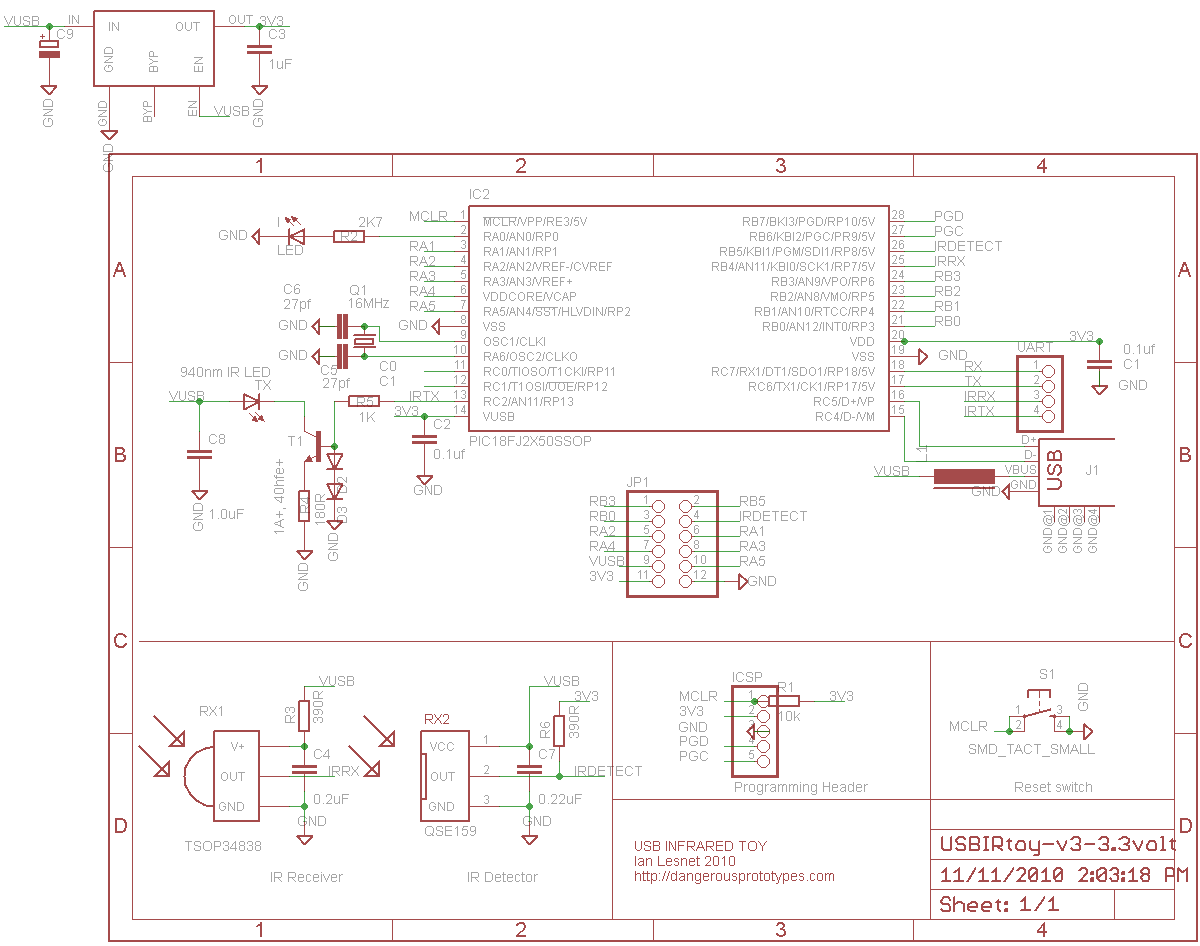 VUSB IN OUT 3V3
+ C9 IN OUT C3
GND BYP EN 1uF
GND GND BYP EN VUSB GND
GND
1 2 3 4
IC2
MCLR 1 MCLR/VPP/RE3/5V RB7/BKI3/PGD/RP10/5V 28 PGD
GND LED 2K7 R2 2 RA0/AN0/RP0 RB6/KBI2/PGC/PR9/5V 27 PGC
RA1 3 RA1/AN1/RP1 RB5/KBI1/PGM/SDI1/RP8/5V 26 IRDETECT
RA2 4 RA2/AN2/VREF-/CVREF RB4/AN11/KBI0/SCK1/RP7/5V 25 IRRX
RA3 5 RA3/AN3/VREF+ RB3/AN9/VPO/RP6 24 RB3
RA4 6 VDDCORE/VCAP RB2/AN8/VMO/RP5 23 RB2
RA5 7 RA5/AN4/SST/HLVDIN/RP2 RB1/AN10/RTCC/RP4 22 RB1
GND 8 VSS RB0/AN12/INT0/RP3 21 RB0
9 OSC1/CLKI VDD 20 3V3
10 RA6/OSC2/CLKO VSS 19 GND
11 RC0/TIOSO/T1CKI/RP11 RC7/RX1/DT1/SDO1/RP18/5V 18 RX
12 RC1/T1OSI/UOE/RP12 RC6/TX1/CK1/RP17/5V 17 TX
IRTX 13 RC2/AN11/RP13 RC5/D+/VP 16 IRRX
3V3 14 VUSB RC4/D-/VM 15 IRTX
PIC18FJ2X50SSOP
A A
C6 27pf Q1 16MHz
GND
GND
C5 27pf C0 C1
UART 1 2 3 4
0.1uf C1 GND
940nm IR LED
VUSB TX R5 1K
C8 1.0uF GND
T1 1A+, 40hfe+
R4 180R GND
D2 D3 GND
C2 0.1uf GND
B B
L1 D+
D-
VUSB VBUS
GND GND
USB J1
GND@1 GND@2 GND@3 GND@4
JP1
RB3 1 2 RB5
RB0 3 4 IRDETECT
RA2 5 6 RA1
RA4 7 8 RA3
VUSB 9 10 RA5
3V3 11 12 GND
C C
RX1 VUSB
R3 390R
V+ C4
OUT IRRX
GND 0.2uF
GND
TSOP34838
IR Receiver
RX2 VUSB 3V3
R6 390R
VCC 1 C7
OUT 2 IRDETECT
GND 3 0.22uF
GND
QSE159
IR Detector
ICSP
MCLR 1 R1 3V3
3V3 2 10k
GND 3
PGD 4
PGC 5
Programming Header
S1
GND
1 3
MCLR 2 4
SMD_TACT_SMALL
Reset switch
D D
USB INFRARED TOY
Ian Lesnet 2010
http://dangerousprototypes.com
USBIRtoy-v3-3.3volt
11/11/2010 2:03:18 PM
Sheet: 1/1
1 2 3 4